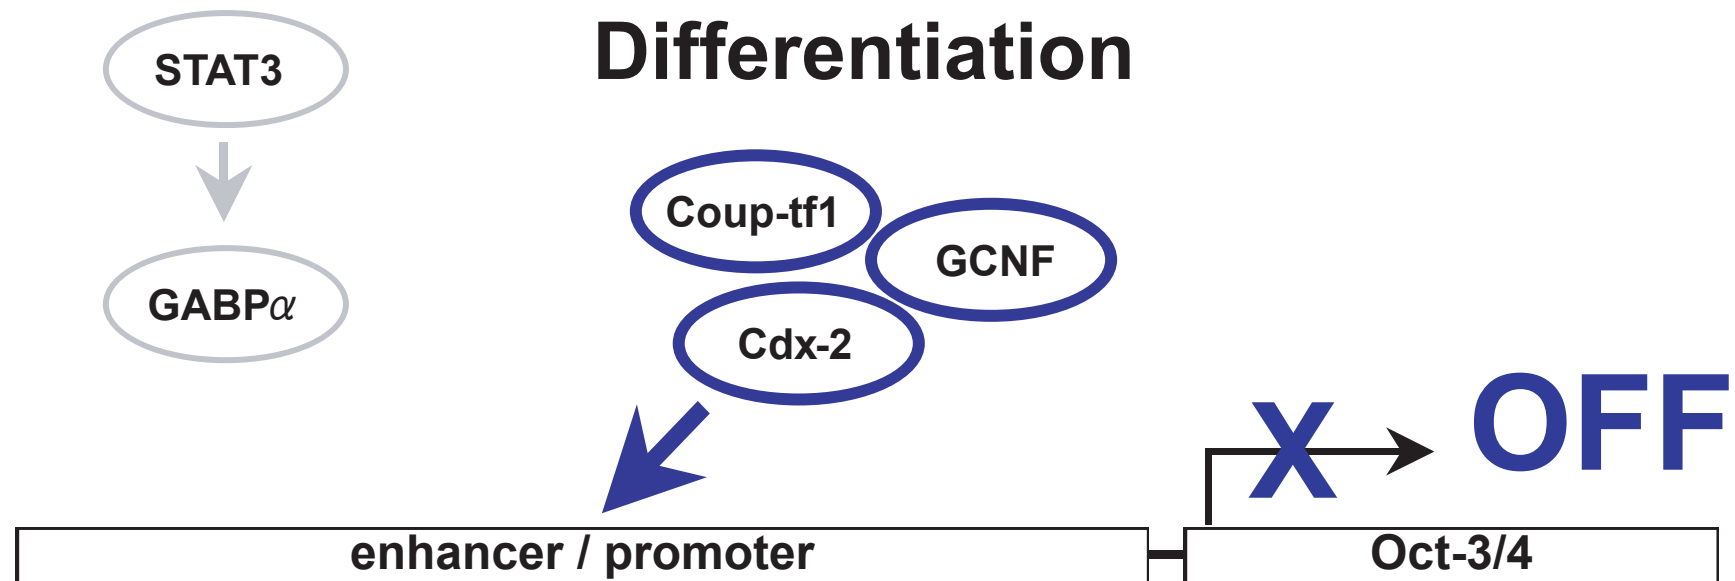 Differentiation
STAT3
GABPα
Coup-tf1
GCNF
Cdx-2
X
OFF
enhancer / promoter
Oct-3/4